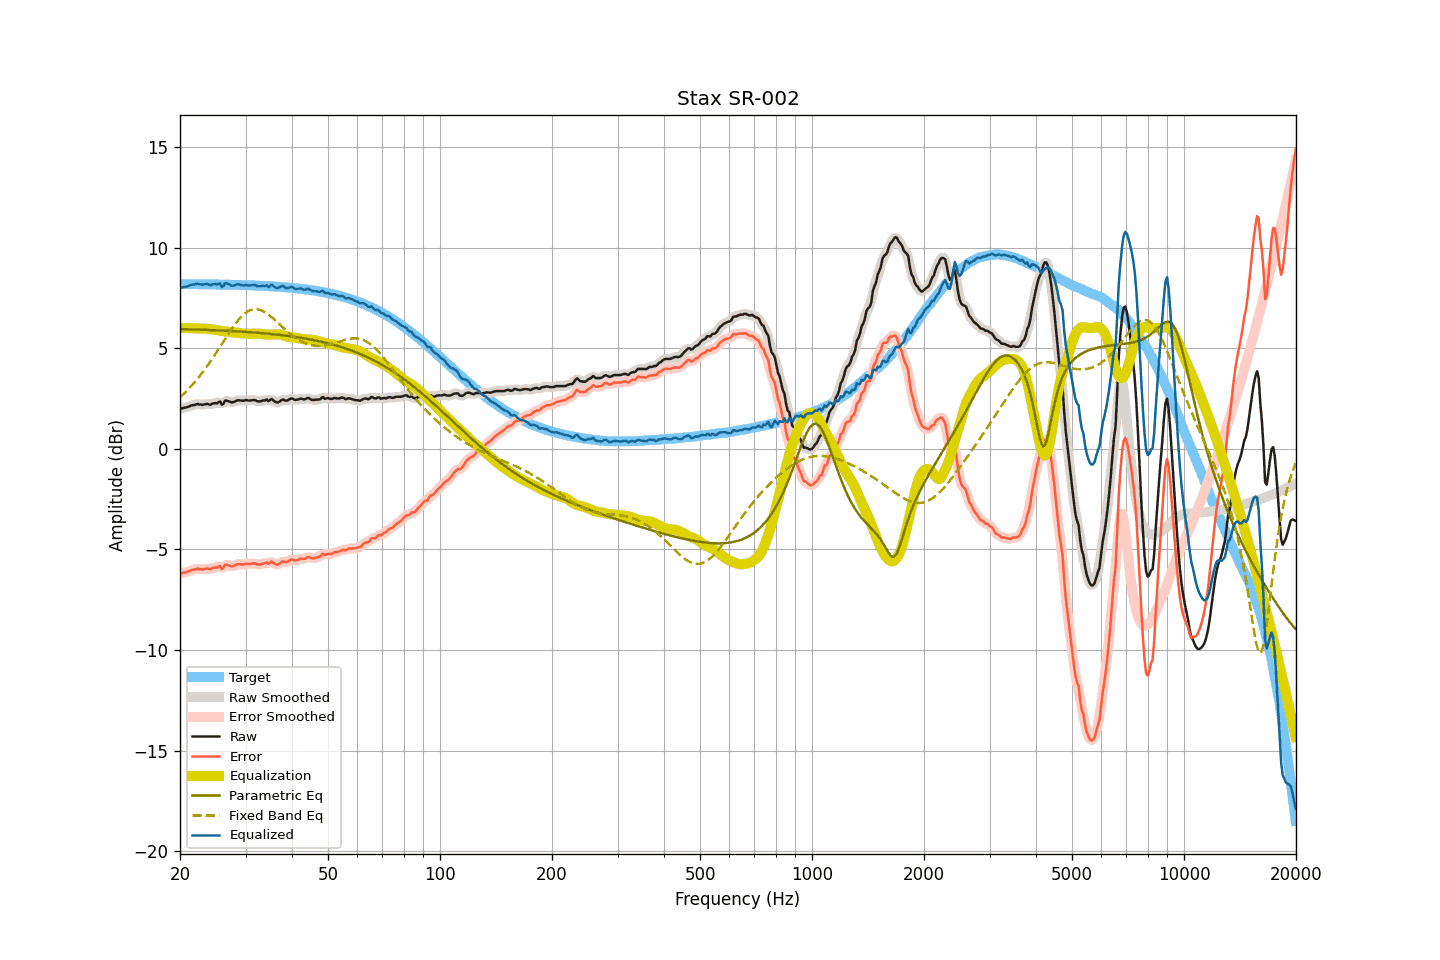 Stax SR-002
Amplitude (dBr)
15
10
5
0
−5
−10
−15
−20
Target
Raw Smoothed
Error Smoothed
Raw
Error
Equalization
Parametric Eq
Fixed Band Eq
Equalized
20 50 100 200 500 1000 2000 5000 10000 20000
Frequency (Hz)